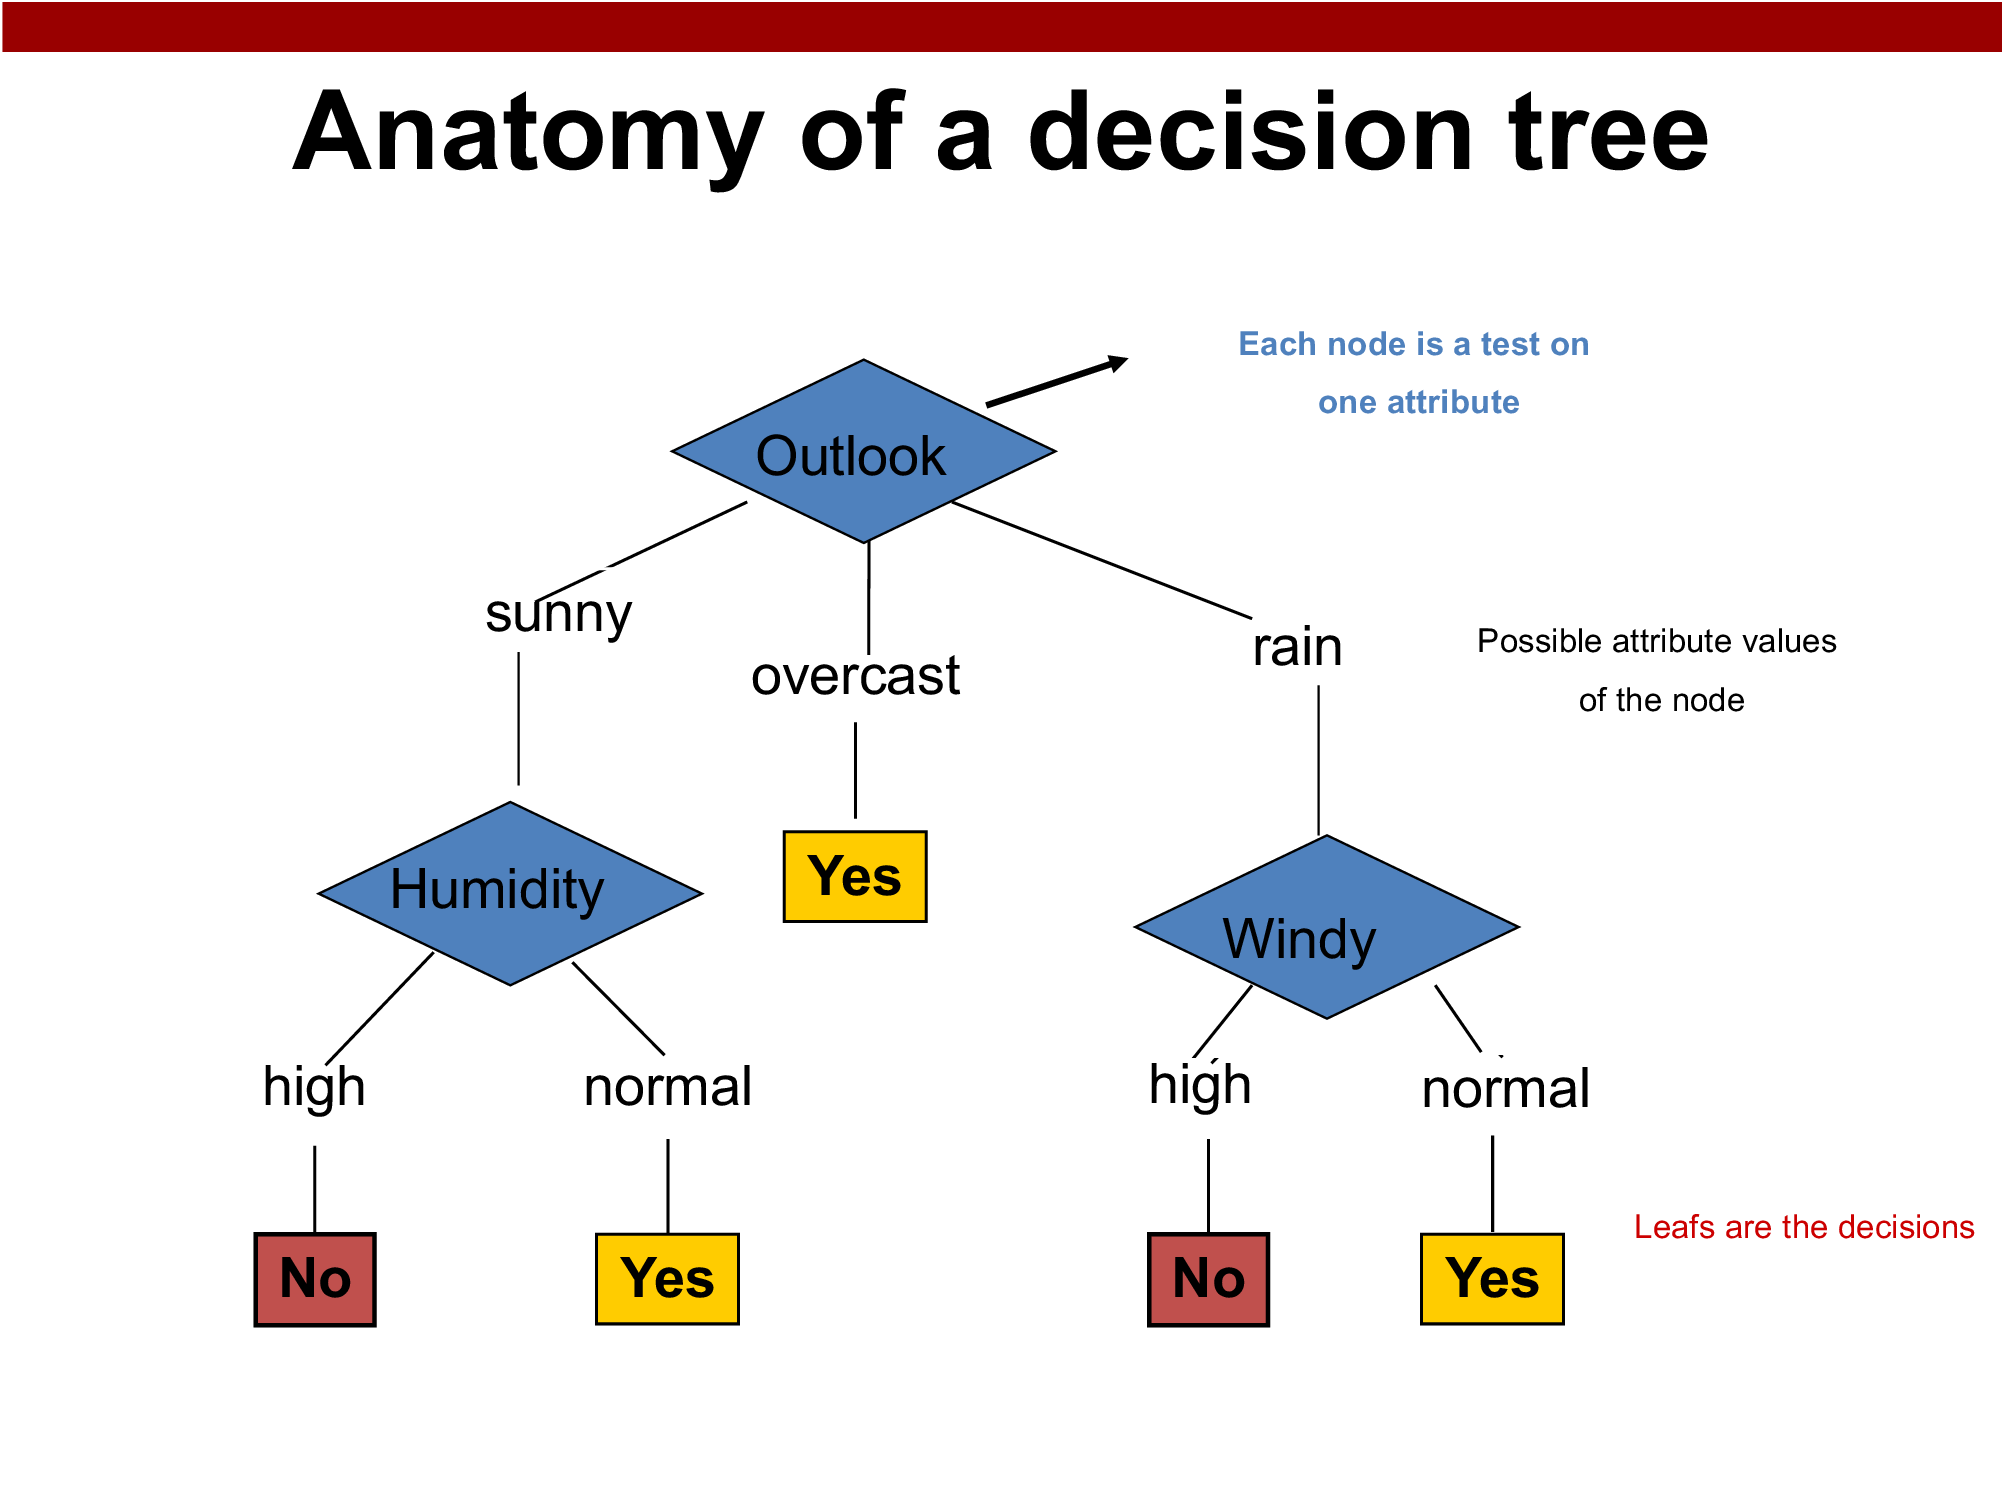 Anatomy of a decision tree
Each node is a test on
one attribute
Outlook
sunny
overcast
rain
Possible attribute values
of the node
Humidity
Yes
Windy
high
normal
high
normal
No
Yes
No
Yes
Leafs are the decisions